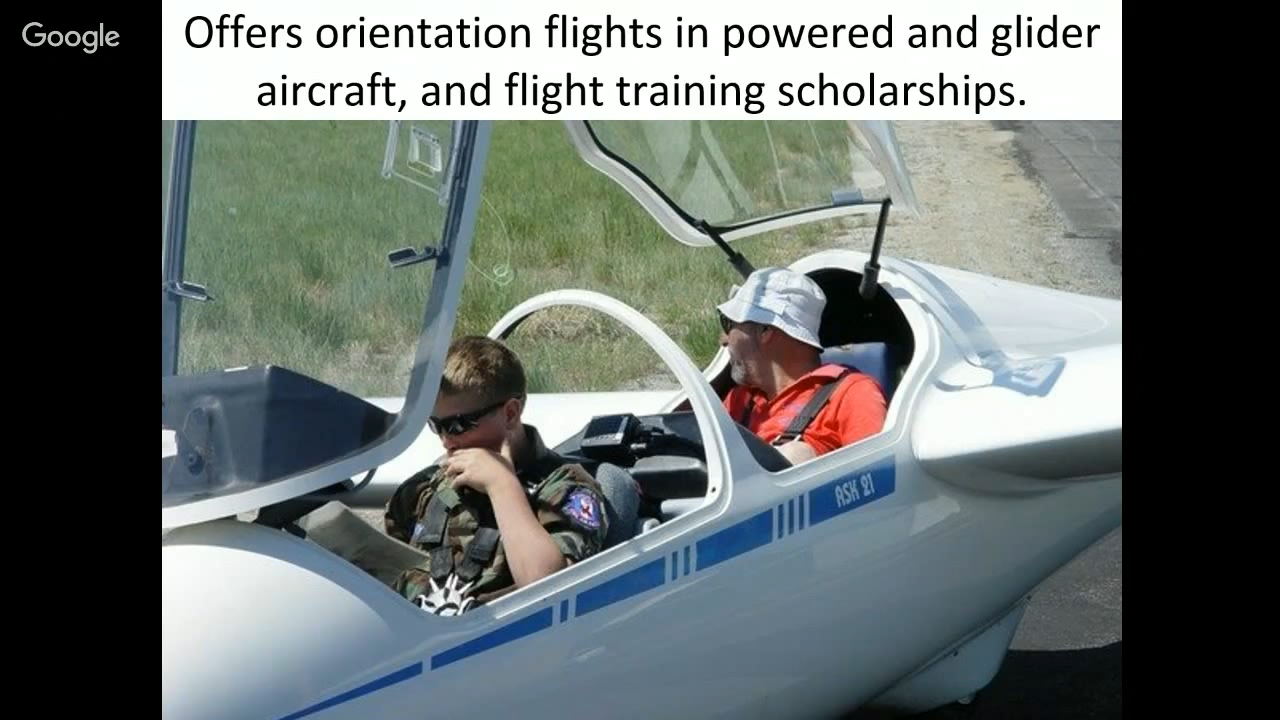 Google
Offers orientation flights in powered and glider
aircraft, and flight training scholarships.
ASK 21